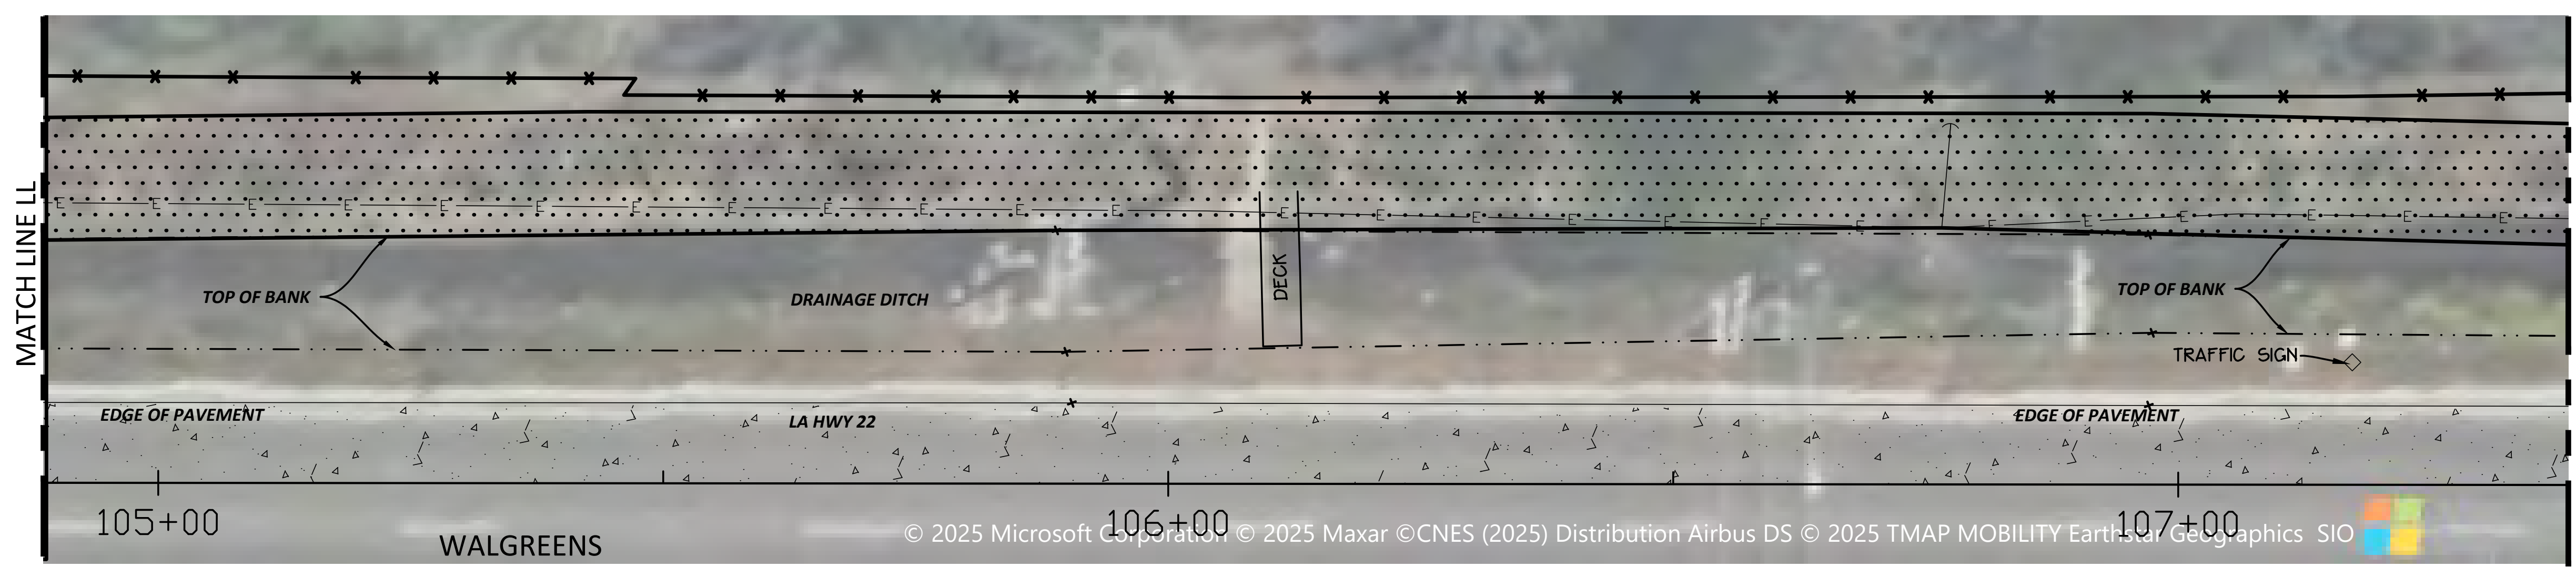 MATCH LINE LL
E E E E E E E E E E E E E E E E E E E E E E E E E
DECK
TOP OF BANK
DRAINAGE DITCH
TOP OF BANK
TRAFFIC SIGN
EDGE OF PAVEMENT
LA HWY 22
EDGE OF PAVEMENT
105+00
106+00
107+00
WALGREENS
© 2025 Microsoft Corporation © 2025 Maxar ©CNES (2025) Distribution Airbus DS © 2025 TMAP MOBILITY Earthstar Geographics SIO